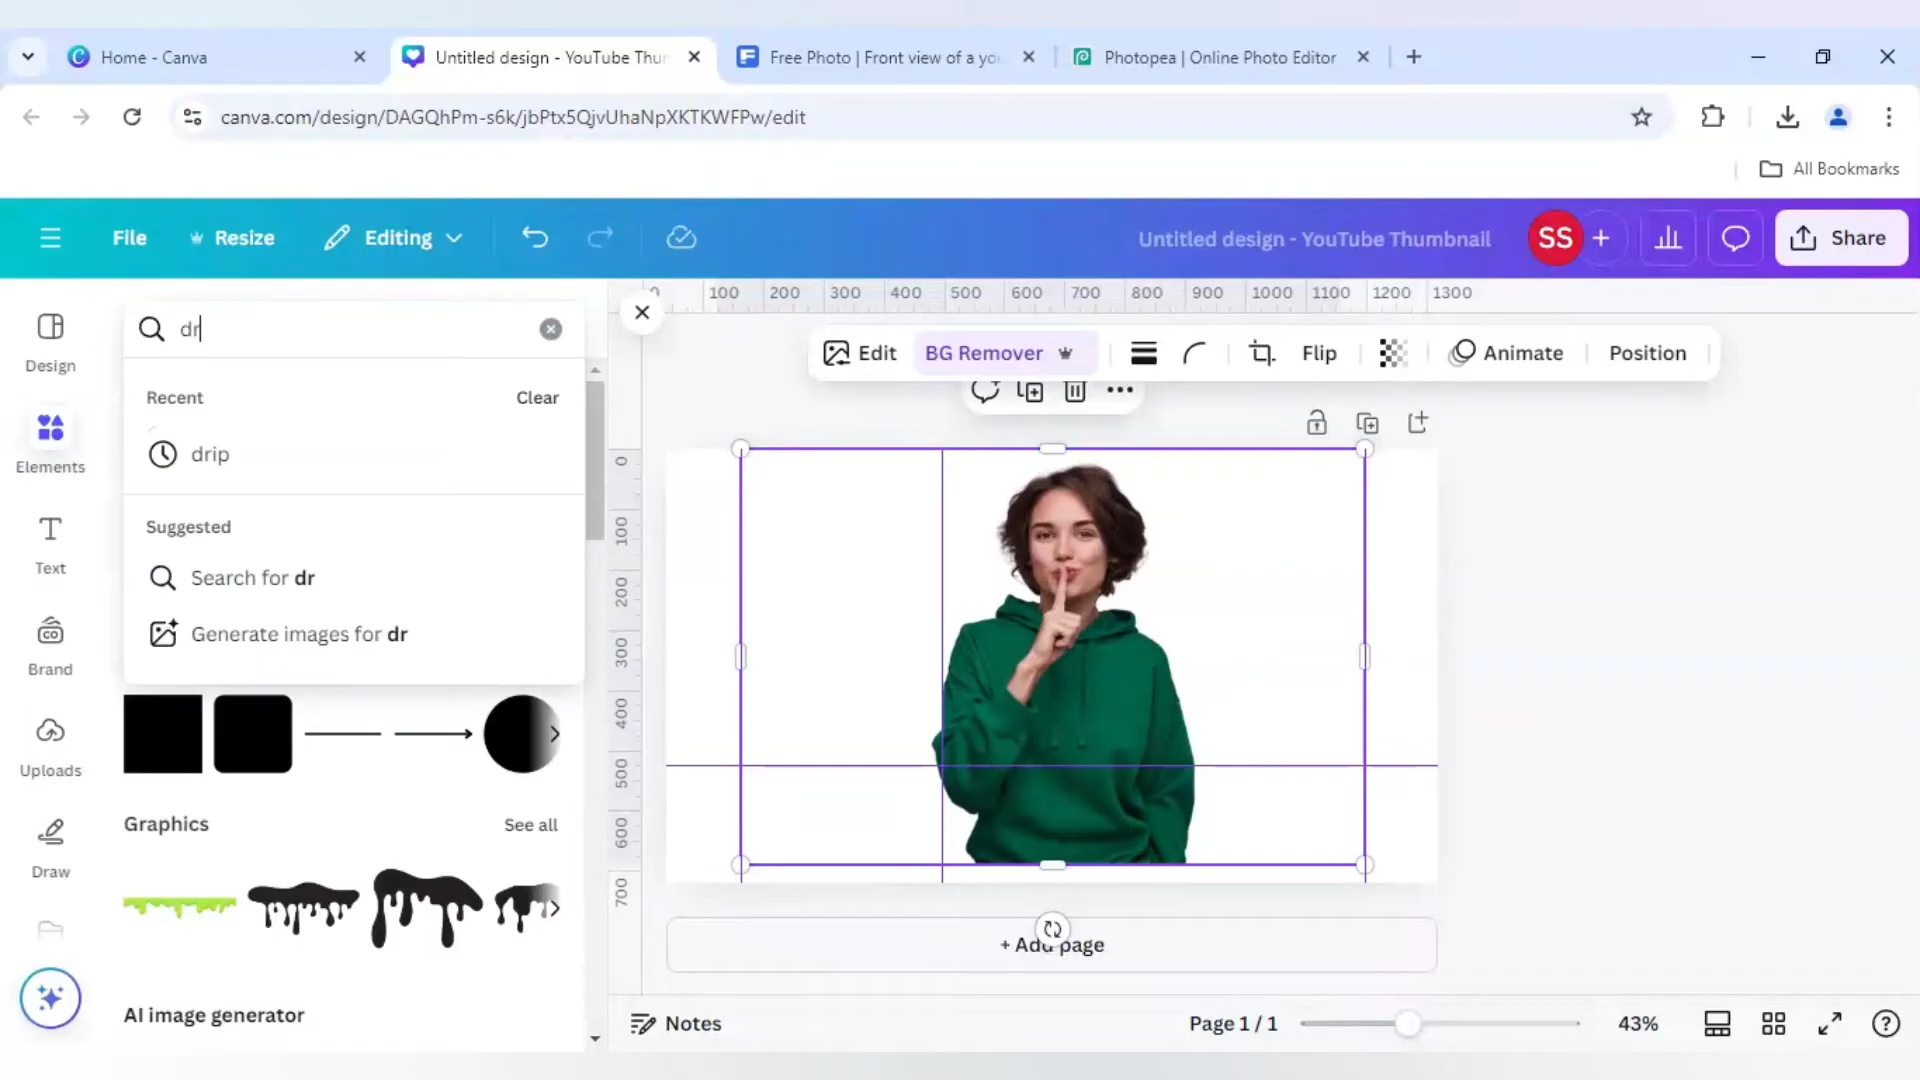 Home - Canva
Untitled design - YouTube Thur
Free Photo | Front view of a yo
Photopea | Online Photo Editor
canva.com/design/DAGQhPm-s6k/jbPtx5QjvUhaNpXKTKWFPw/edit
All Bookmarks
File
Resize
Editing
Untitled design - YouTube Thumbnail
SS
Share
Design
Elements
Text
Brand
CO
Uploads
Draw
dr
Recent
Clear
drip
Suggested
Search for dr
Generate images for dr
Graphics
See all
AI image generator
0 100 200 300 400 500 600 700 800 900 1000 1100 1200 1300
Edit
BG Remover
Flip
Animate
Position
0
100
200
300
400
500
600
700
+ Add page
Notes
Page 1 / 1
43%